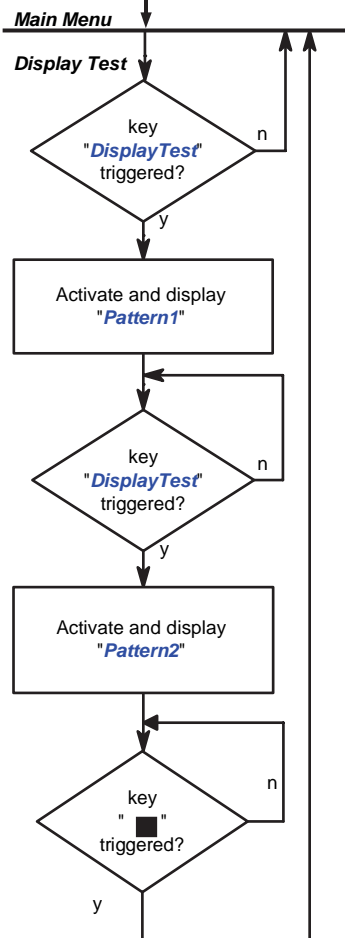 Main Menu
Display Test
key
"DisplayTest"
triggered?
n
y
Activate and display
"Pattern1"
key
"DisplayTest"
triggered?
n
y
Activate and display
"Pattern2"
key
" "
triggered?
n
y